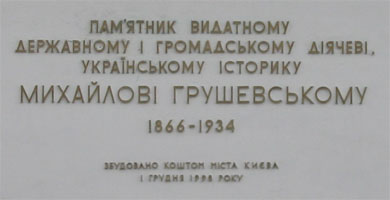 ПАМ'ЯТНИК ВИДАТНОМУ
ДЕРЖАВНОМУ І ГРОМАДСЬКОМУ ДІЯЧЕВІ,
УКРАЇНСЬКОМУ ІСТОРИКУ
МИХАЙЛОВІ ГРУШЕВСЬКОМУ
1866-1934
ЗБУДОВАНО КОШТОМ МІСТА КИЄВА
1 ГРУДНЯ 1998 РОКУ